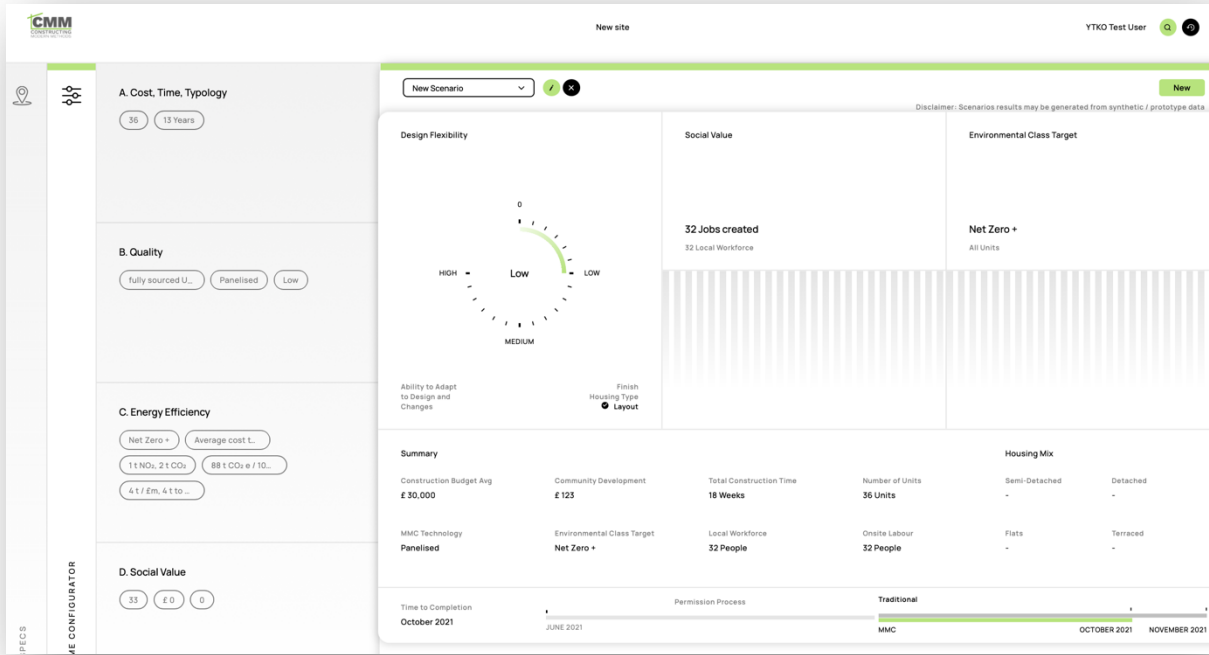 CMM
CONSTRUCTING
MODERN METHODS
New site
YTKO Test User
A. Cost, Time, Typology
36
13 Years
B. Quality
fully sourced U_
Panelised
Low
C. Energy Efficiency
Net Zero +
Average cost t..
1 t NO₂, 2 t CO₂
88 t CO₂ e / 10...
4 t / £m, 4 t to ..
D. Social Value
33
£ 0
0
SPECS
ME CONFIGURATOR
New Scenario
New
Disclaimer: Scenarios results may be generated from synthetic / prototype data
Design Flexibility
0
HIGH
Low
LOW
MEDIUM
Ability to Adapt
to Design and
Changes
Finish
Housing Type
Layout
Social Value
32 Jobs created
32 Local Workforce
Environmental Class Target
Net Zero +
All Units
Summary
Construction Budget Avg
£ 30,000
Community Development
£ 123
Total Construction Time
18 Weeks
Number of Units
36 Units
MMC Technology
Panelised
Environmental Class Target
Net Zero +
Local Workforce
32 People
Onsite Labour
32 People
Housing Mix
Semi-Detached
-
Detached
-
Flats
-
Terraced
-
Time to Completion
October 2021
Permission Process
JUNE 2021
Traditional
MMC
OCTOBER 2021
NOVEMBER 2021